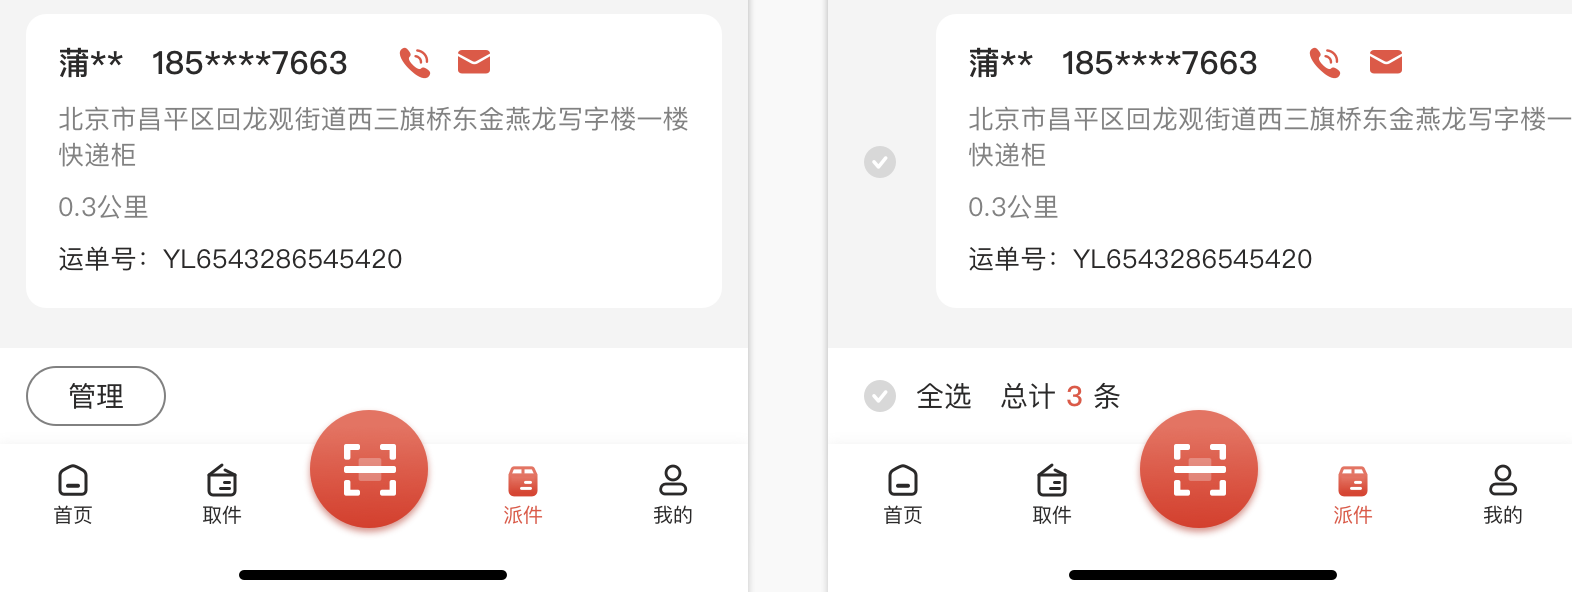 蒲** 185****7663
北京市昌平区回龙观街道西三旗桥东金燕龙写字楼一楼
快递柜
0.3公里
运单号：YL6543286545420
管理
首页 取件 派件 我的
蒲** 185****7663
北京市昌平区回龙观街道西三旗桥东金燕龙写字楼一
快递柜
0.3公里
运单号：YL6543286545420
全选 总计 3 条
首页 取件 派件 我的